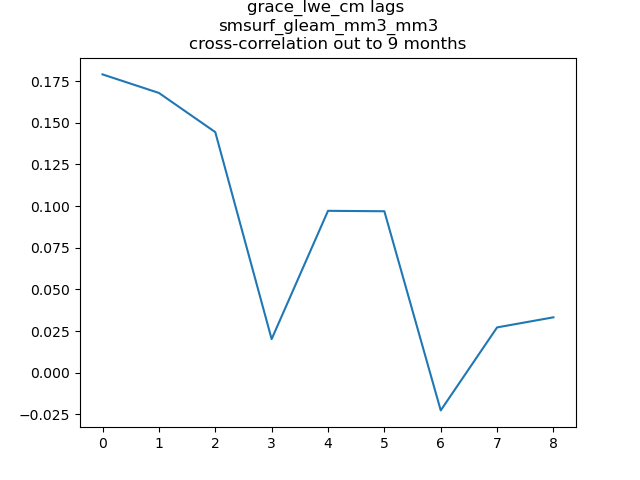 grace_lwe_cm lags
smsurf_gleam_mm3_mm3
cross-correlation out to 9 months
0.175
0.150
0.125
0.100
0.075
0.050
0.025
0.000
−0.025
0 1 2 3 4 5 6 7 8